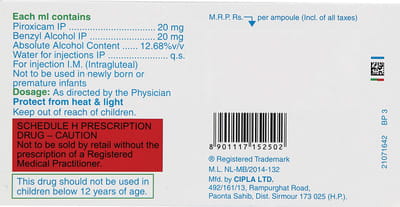 Each ml contains
Piroxicam IP ........................ 20 mg
Benzyl Alcohol IP ................... 20 mg
Absolute Alcohol Content ...... 12.68%v/v
Water for injections IP ............... q.s.
For injection I.M. (Intragluteal)
Not to be used in newly born or
premature infants
Dosage: As directed by the Physician
Protect from heat & light
Keep out of reach of children.
SCHEDULE H PRESCRIPTION
DRUG – CAUTION
Not to be sold by retail without the
prescription of a Registered
Medical Practitioner.
This drug should not be used in
children below 12 years of age.
M.R.P. Rs. per ampoule (Incl. of all taxes)
8 901117 152502
® Registered Trademark
M.L. NL-MB/2014-132
Mfd. by CIPLA LTD.
492/161/13, Rampurghat Road,
Paonta Sahib, Dist. Sirmour 173 025 (H.P.).
21071642 BP 3